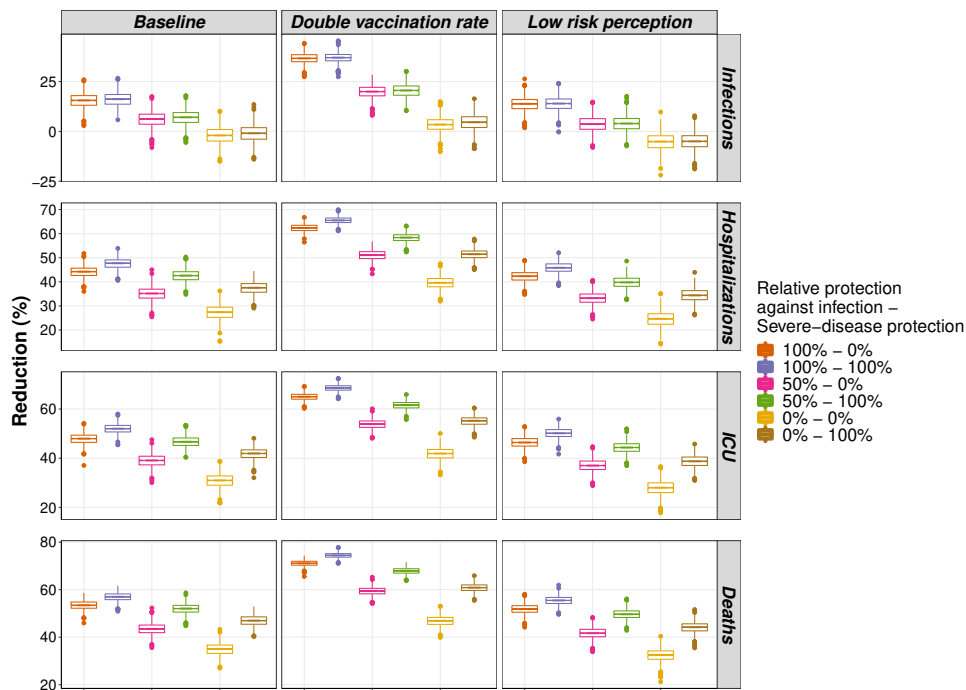 Baseline
Double vaccination rate
Low risk perception
Reduction (%)
25
0
−25
Infections
70
60
50
40
30
20
Hospitalizations
60
40
20
ICU
80
60
40
20
Deaths
Relative protection
against infection −
Severe−disease protection
100% − 0%
100% − 100%
50% − 0%
50% − 100%
0% − 0%
0% − 100%